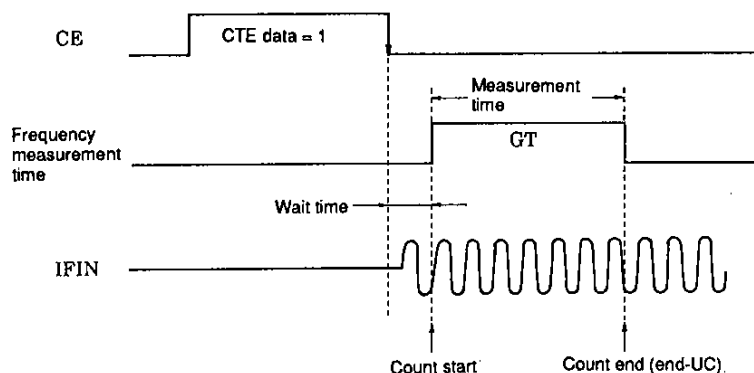 CE
CTE data = 1
Measurement
time
Frequency
measurement
time
GT
Wait time
IFIN
Count start
Count end (end-UC)